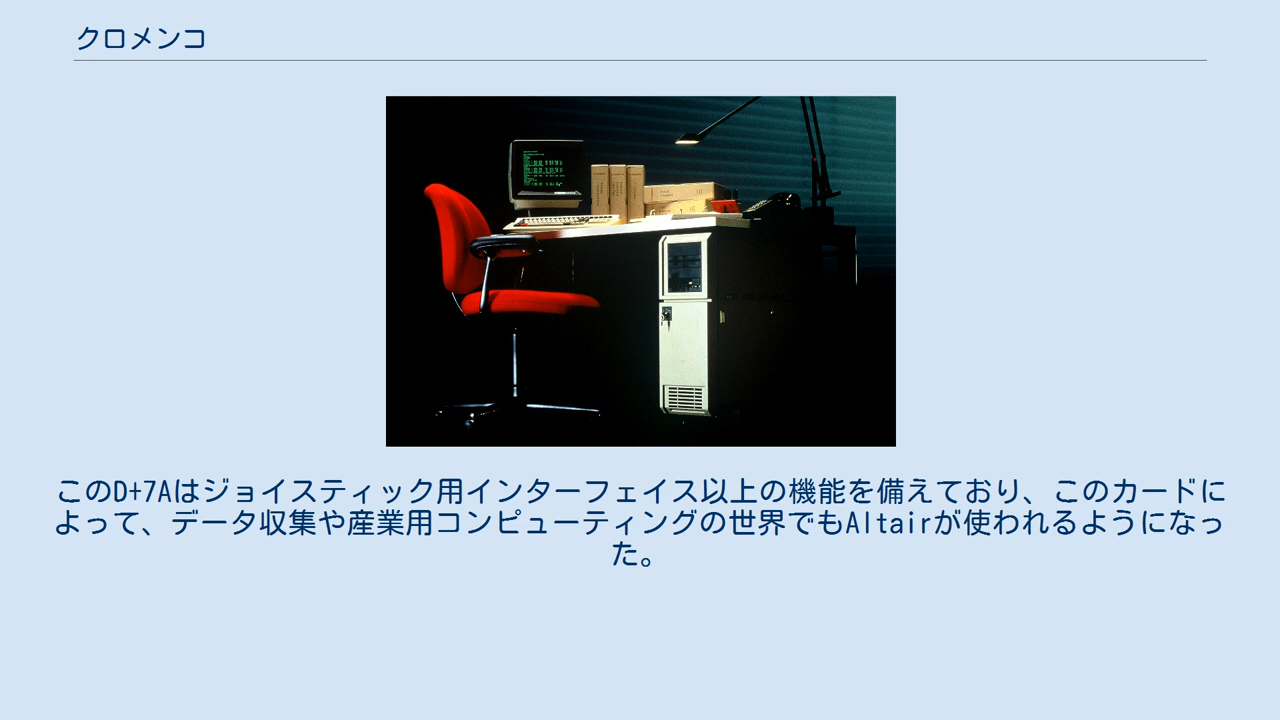 クロメンコ
このD+7Aはジョイスティック用インターフェイス以上の機能を備えており、このカードに
よって、データ収集や産業用コンピューティングの世界でもAltairが使われるようになっ
た。